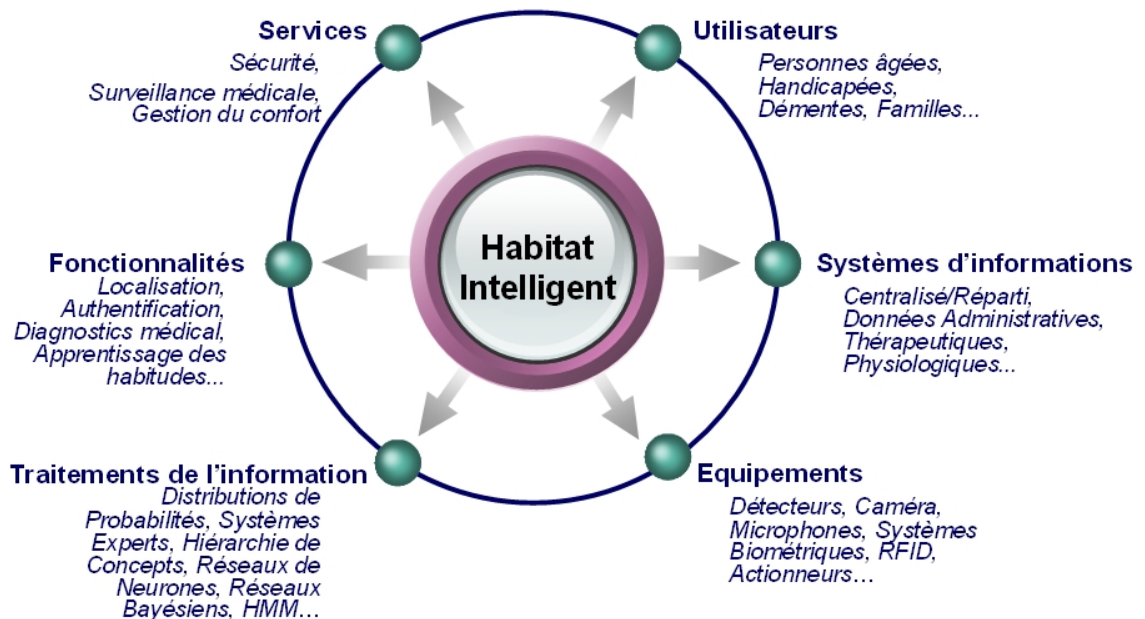 Services
Sécurité,
Surveillance médicale,
Gestion du confort
Utilisateurs
Personnes âgées,
Handicapées,
Démentes, Familles...
Habitat
Intelligent
Fonctionnalités
Localisation,
Authentification,
Diagnostics médical,
Apprentissage des
habitudes...
Systèmes d'informations
Centralisé/Réparti,
Données Administratives,
Thérapeutiques,
Physiologiques...
Traitements de l'information
Distributions de
Probabilités, Systèmes
Experts, Hiérarchie de
Concepts, Réseaux de
Neurones, Réseaux
Bayésiens, HMM...
Equipements
Détecteurs, Caméra,
Microphones, Systèmes
Biométriques, RFID,
Actionneurs...